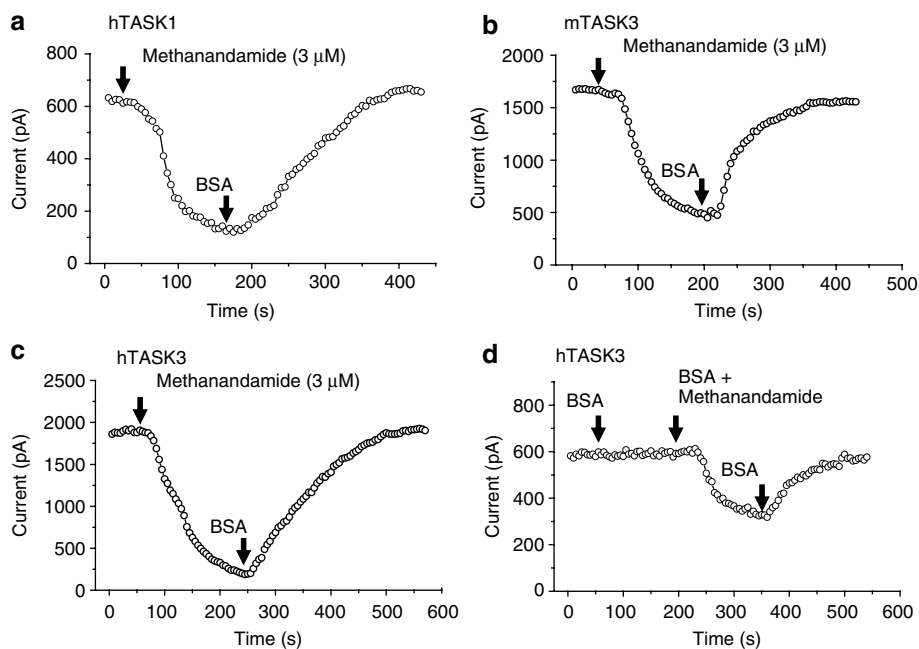 a
hTASK1
Methanandamide (3 μM)
800
600
400
200
0
Current (pA)
BSA
0 100 200 300 400
Time (s)
b
mTASK3
Methanandamide (3 μM)
2000
1500
1000
500
0
Current (pA)
BSA
0 100 200 300 400 500
Time (s)
c
hTASK3
Methanandamide (3 μM)
2500
2000
1500
1000
500
0
Current (pA)
BSA
0 100 200 300 400 500 600
Time (s)
d
hTASK3
BSA +
Methanandamide
BSA
800
600
400
200
0
Current (pA)
BSA
0 100 200 300 400 500 600
Time (s)